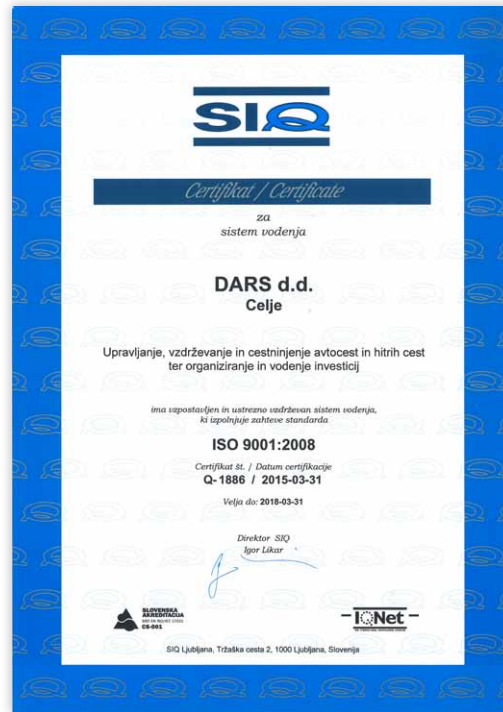 SIQ
Certifikat / Certificate
za
sistem vodenja
DARS d.d.
Celje
Upravljanje, vzdrževanje in cestninjenje avtocest in hitrih cest
ter organiziranje in vodenje investicij
ima vzpostavljen in ustrezno vzdrževan sistem vodenja,
ki izpolnjuje zahteve standarda
ISO 9001:2008
Certifikat št. / Datum certifikacije
Q-1886 / 2015-03-31
Velja do: 2018-03-31
Direktor SIQ
Igor Likar
SLOVENSKA
AKREDITACIJA
CS-001
IQNet
SIQ Ljubljana, Tržaška cesta 2, 1000 Ljubljana, Slovenija